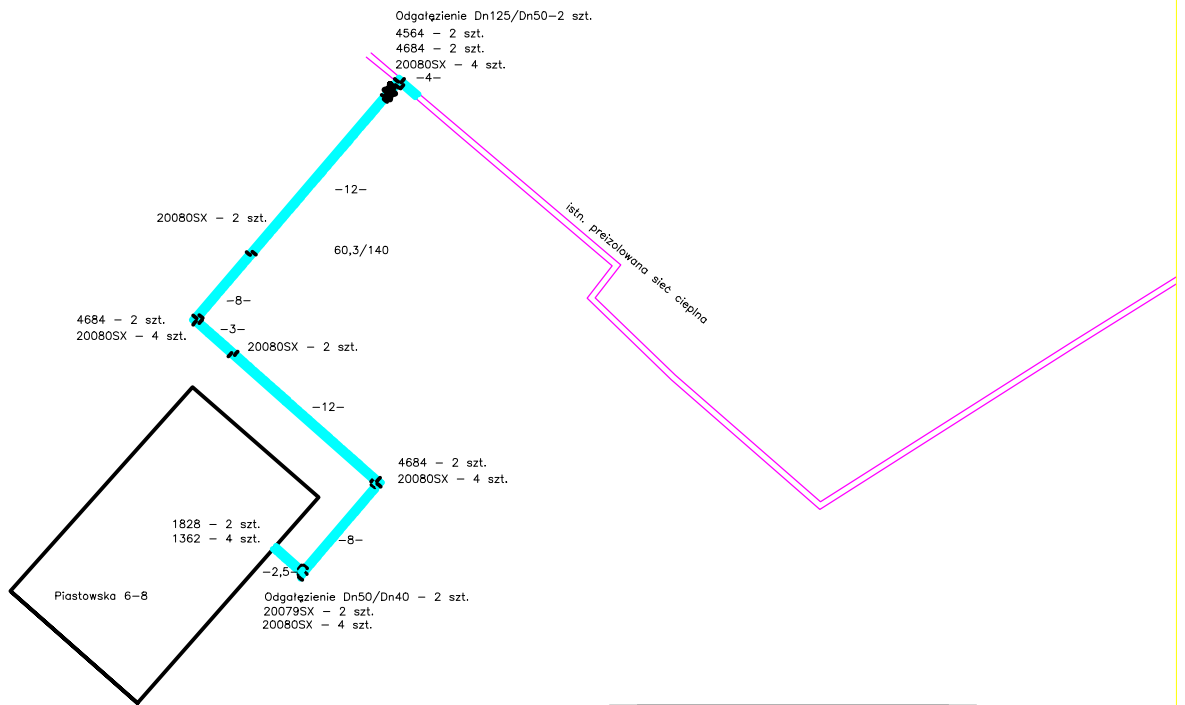 Odgałęzienie Dn125/Dn50-2 szt.
4564 - 2 szt.
4684 - 2 szt.
20080SX - 4 szt.
-4-
-12-
20080SX - 2 szt.
istn. preizolowana sieć cieplna
60,3/140
-8-
4684 - 2 szt.
20080SX - 4 szt.
-3-
20080SX - 2 szt.
-12-
4684 - 2 szt.
20080SX - 4 szt.
1828 - 2 szt.
1362 - 4 szt.
-8-
-2,5-
Piastowska 6-8
Odgałęzienie Dn50/Dn40 - 2 szt.
20079SX - 2 szt.
20080SX - 4 szt.